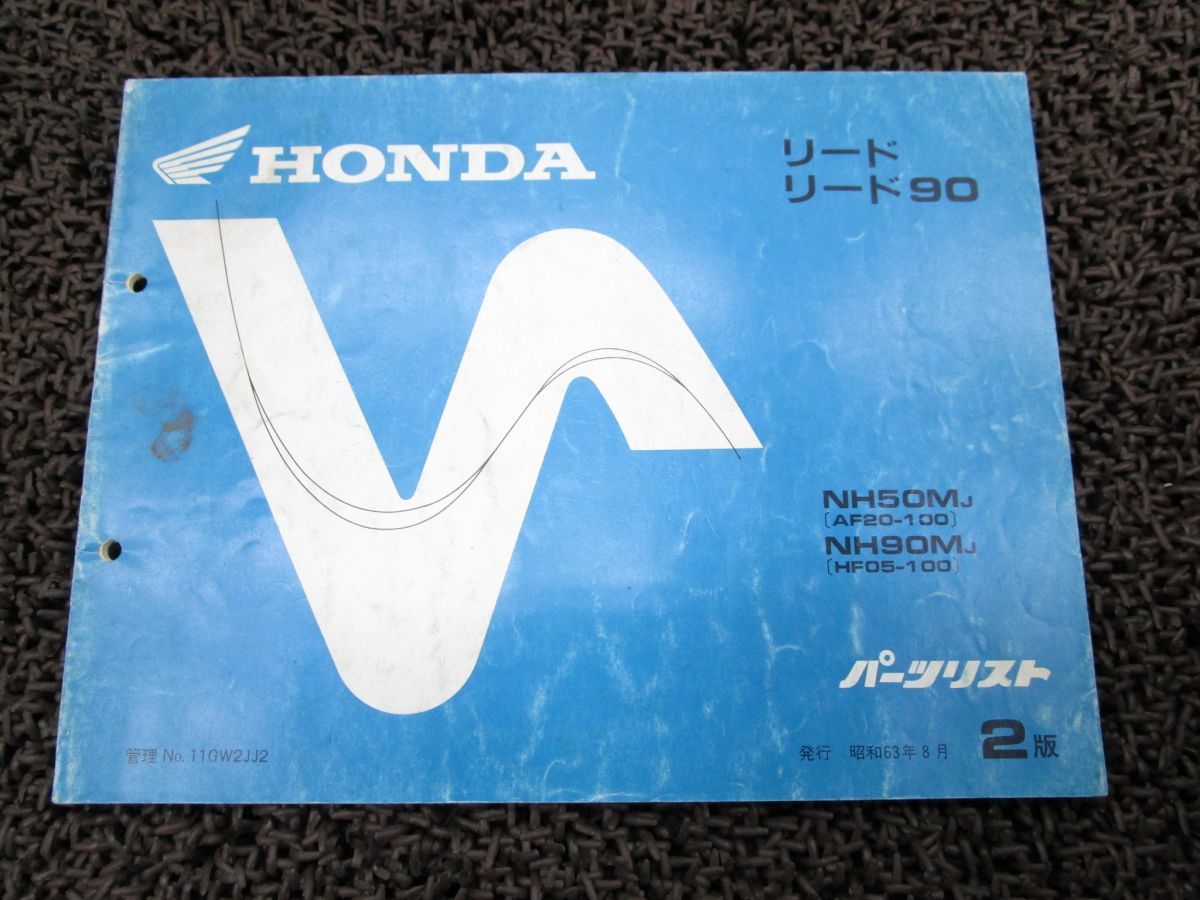 HONDA
リード
リード90
NH50MJ
〔AF20-100〕
NH90MJ
〔HF05-100〕
パーツリスト
管理 No. 11GW2JJ2
発行 昭和63年8月 2版